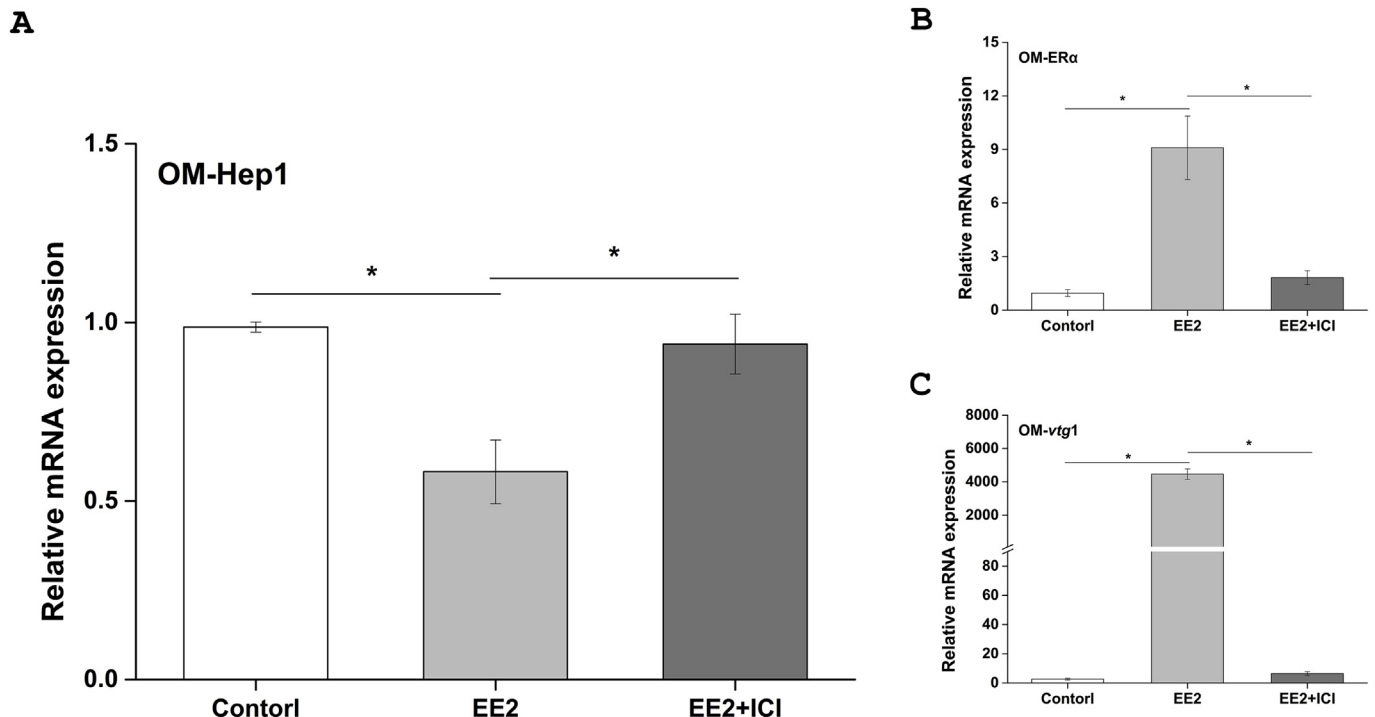 A
OM-Hep1
Relative mRNA expression
1.5
1.0
0.5
0.0
*
*
Contorl
EE2
EE2+ICI
B
OM-ERα
Relative mRNA expression
15
12
9
6
3
0
*
*
Contorl
EE2
EE2+ICI
C
OM-vtg1
Relative mRNA expression
8000
6000
4000
2000
80
60
40
20
0
*
*
Contorl
EE2
EE2+ICI